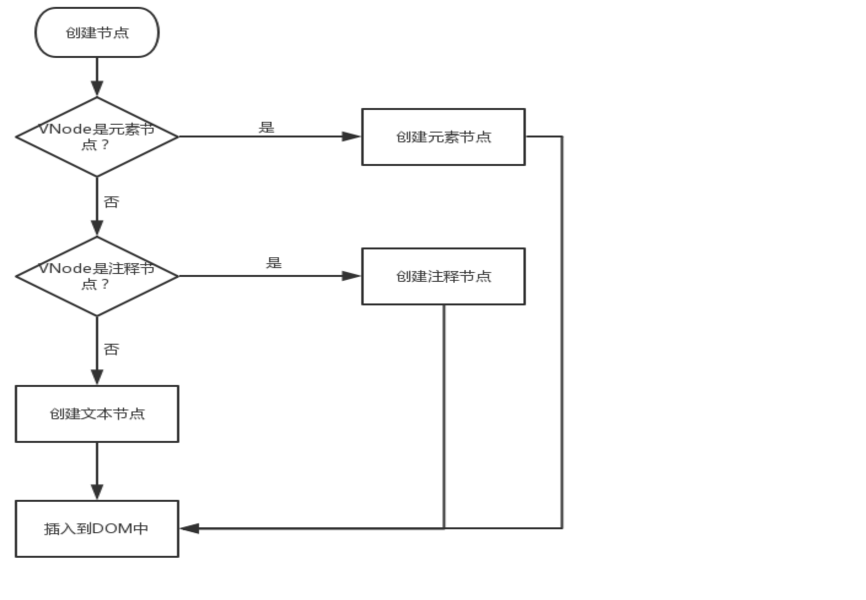 创建节点
VNode是元素节
点？
是
创建元素节点
否
VNode是注释节
点？
是
创建注释节点
否
创建文本节点
插入到DOM中